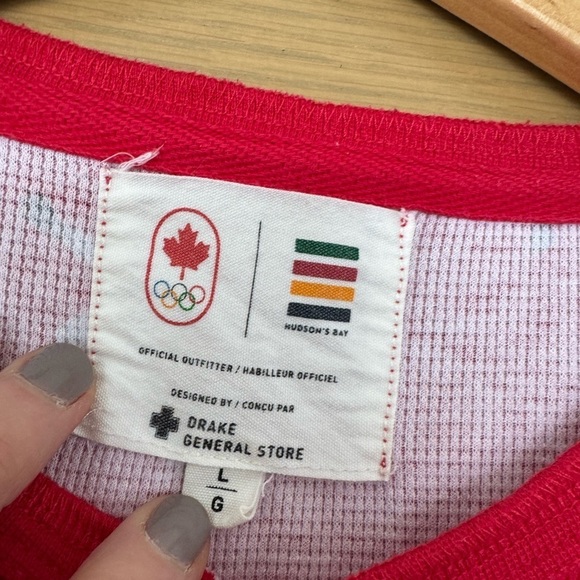 HUDSON'S BAY
OFFICIAL OUTFITTER / HABILLEUR OFFICIEL
DESIGNED BY / CONÇU PAR
DRAKE
GENERAL STORE
L
G